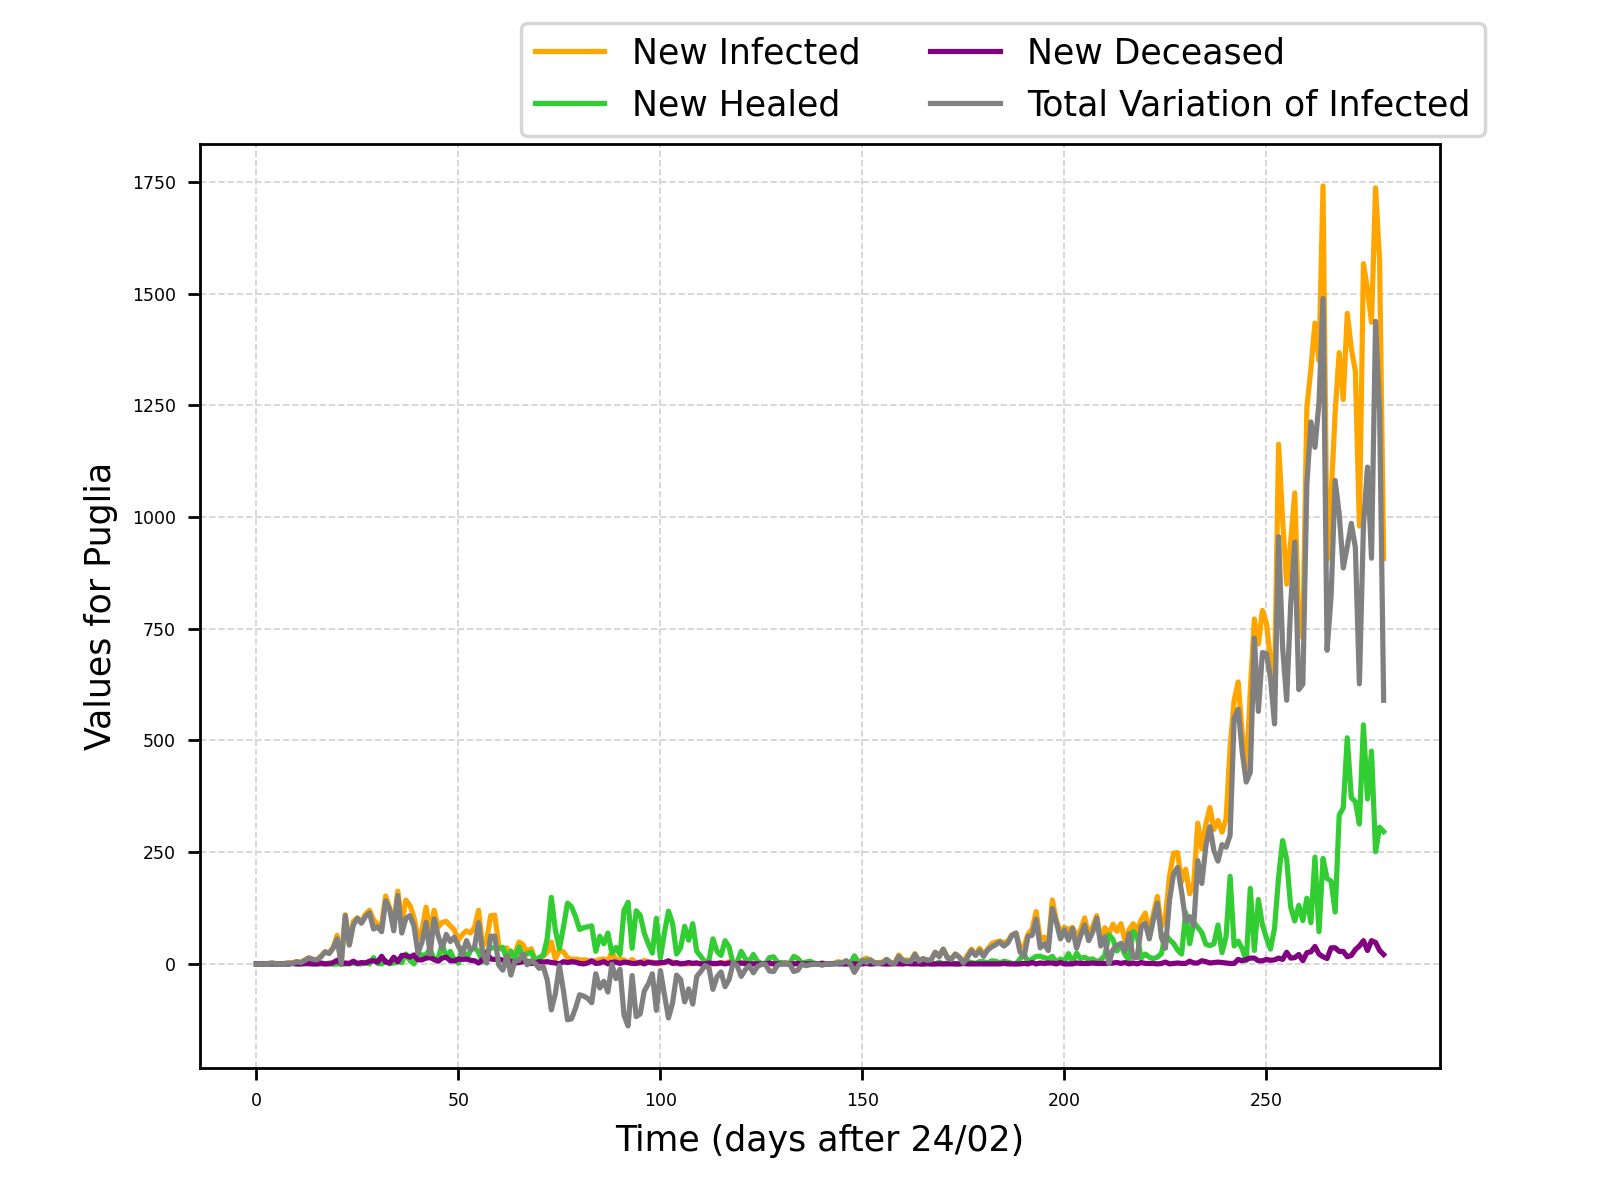 New Infected
New Healed
New Deceased
Total Variation of Infected
1750
1500
1250
1000
750
500
250
0
Values for Puglia
0 50 100 150 200 250
Time (days after 24/02)